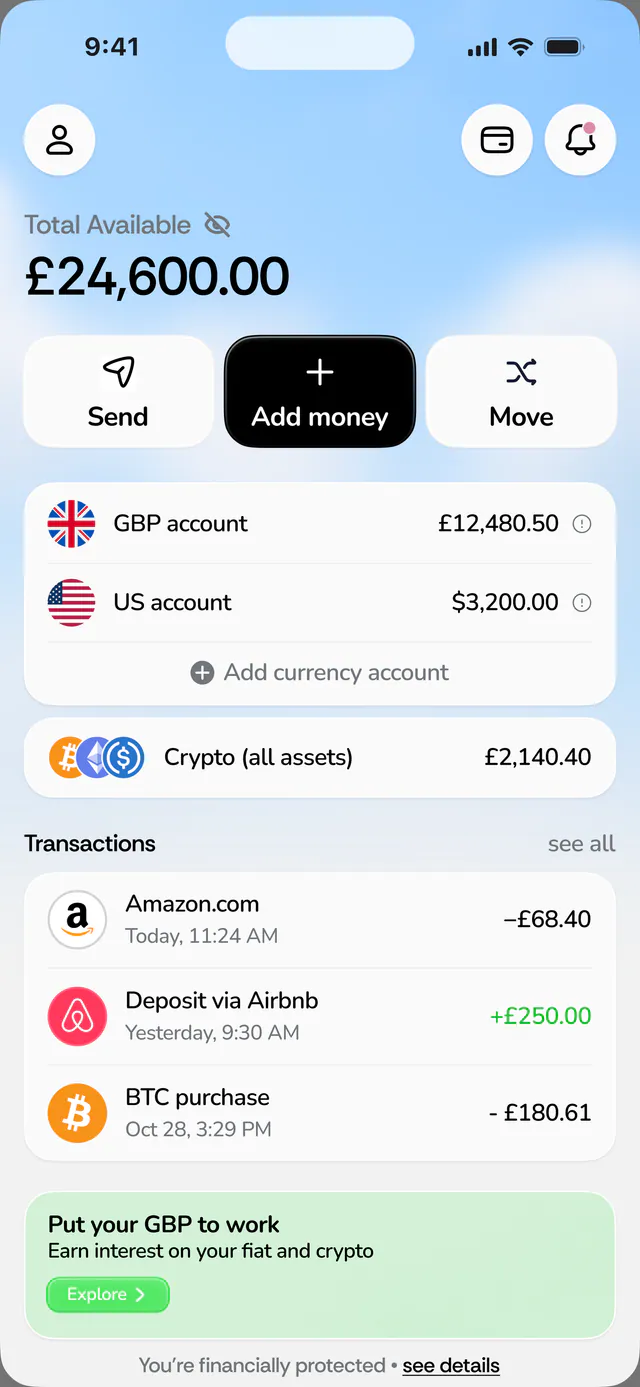 9:41
Total Available
£24,600.00
Send
Add money
Move
GBP account £12,480.50
US account $3,200.00
Add currency account
Crypto (all assets) £2,140.40
Transactions see all
Amazon.com
Today, 11:24 AM
−£68.40
Deposit via Airbnb
Yesterday, 9:30 AM
+£250.00
BTC purchase
Oct 28, 3:29 PM
- £180.61
Put your GBP to work
Earn interest on your fiat and crypto
Explore
You’re financially protected • see details